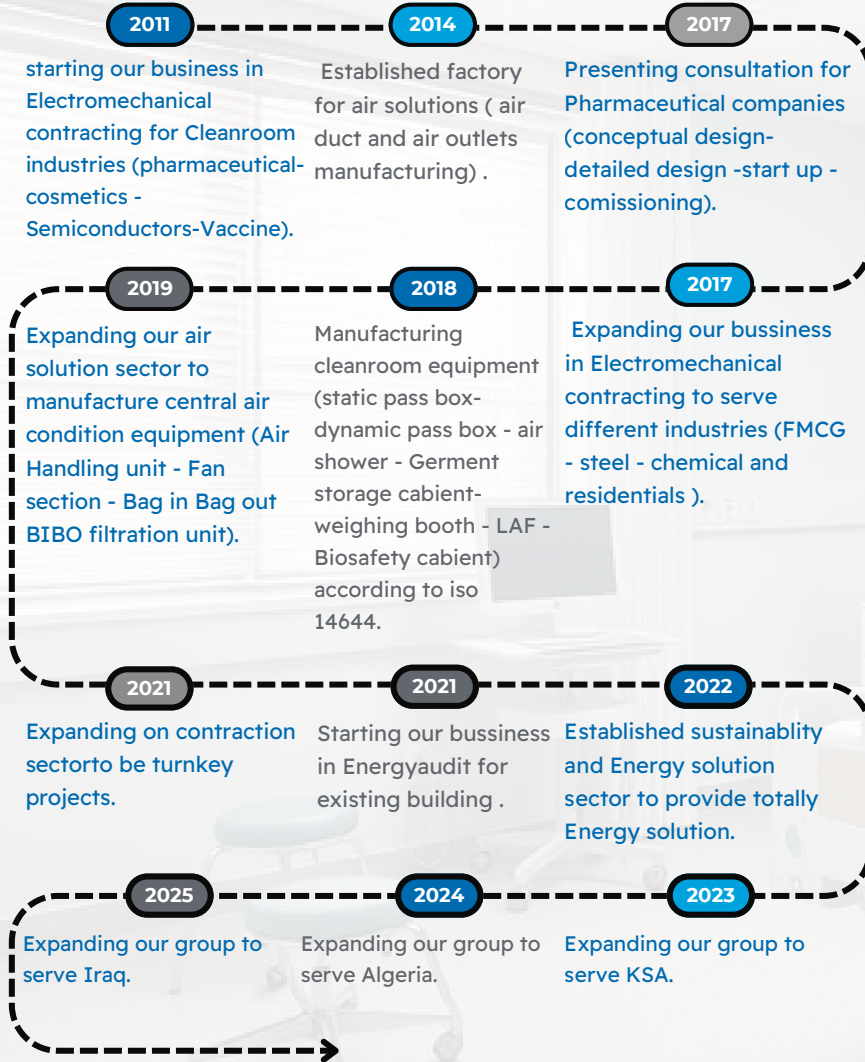 2011
starting our business in
Electromechanical
contracting for Cleanroom
industries (pharmaceutical-
cosmetics -
Semiconductors-Vaccine).
2014
Established factory
for air solutions ( air
duct and air outlets
manufacturing) .
2017
Presenting consultation for
Pharmaceutical companies
(conceptual design-
detailed design -start up -
comissioning).
2017
Expanding our bussiness
in Electromechanical
contracting to serve
different industries (FMCG
- steel - chemical and
residentials ).
2018
Manufacturing
cleanroom equipment
(static pass box-
dynamic pass box - air
shower - Germent
storage cabient-
weighing booth - LAF -
Biosafety cabient)
according to iso
14644.
2019
Expanding our air
solution sector to
manufacture central air
condition equipment (Air
Handling unit - Fan
section - Bag in Bag out
BIBO filtration unit).
2021
Expanding on contraction
sectorto be turnkey
projects.
2021
Starting our bussiness
in Energyaudit for
existing building .
2022
Established sustainablity
and Energy solution
sector to provide totally
Energy solution.
2023
Expanding our group to
serve KSA.
2024
Expanding our group to
serve Algeria.
2025
Expanding our group to
serve Iraq.